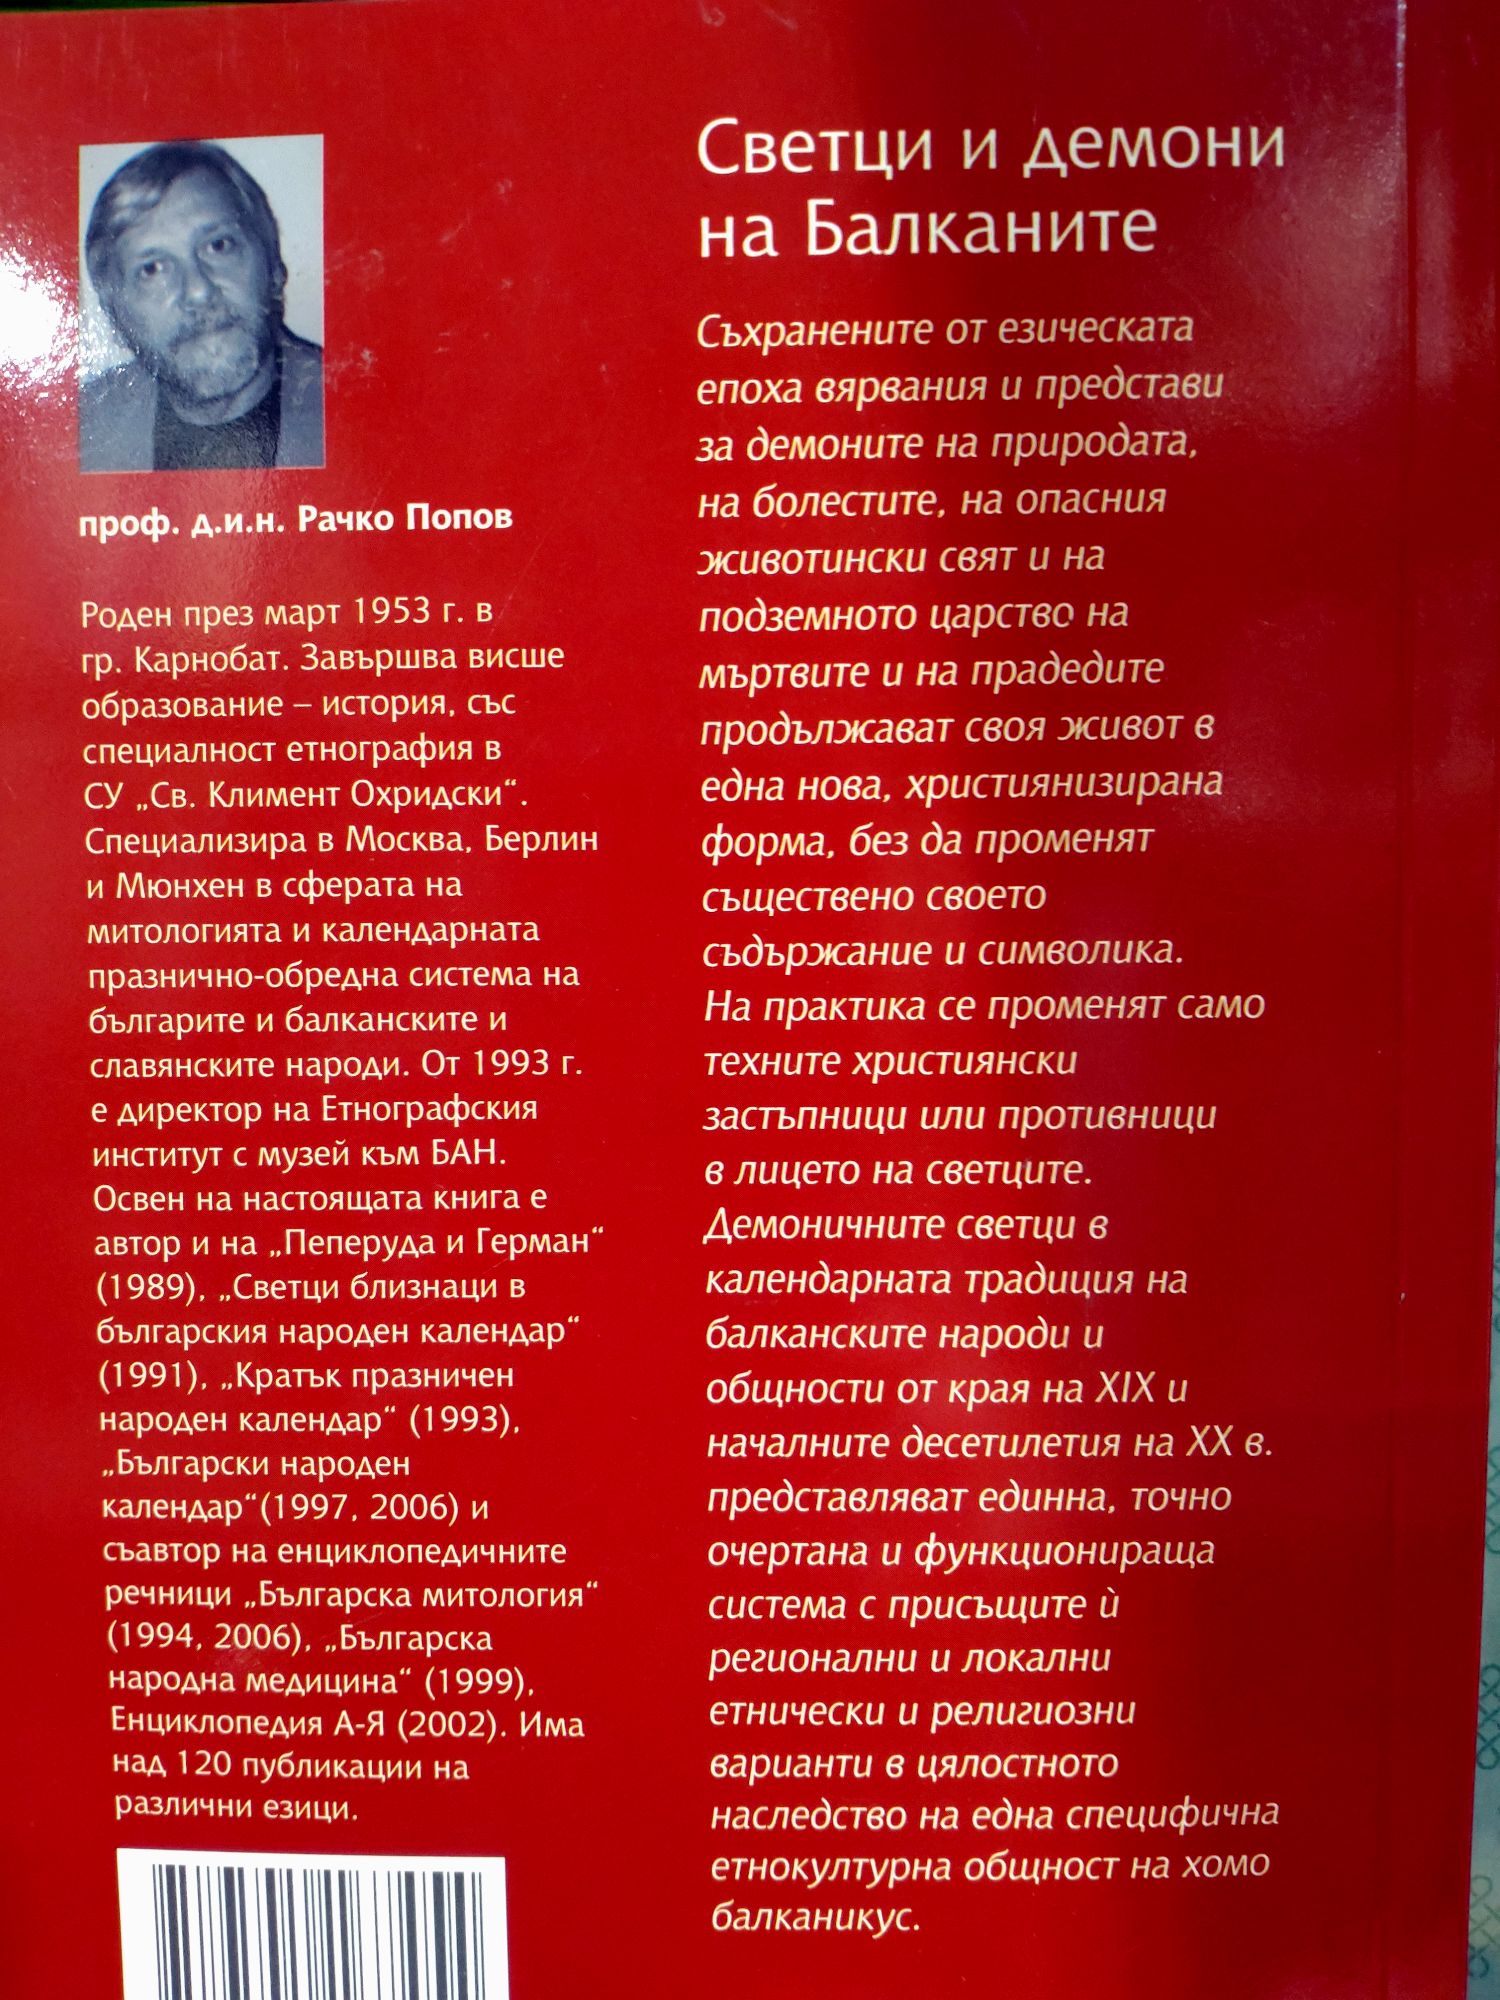 проф. д.и.н. Рачко Попов
Роден през март 1953 г. в
гр. Карнобат. Завършва висше
образование – история, със
специалност етнография в
СУ „Св. Климент Охридски“.
Специализира в Москва, Берлин
и Мюнхен в сферата на
митологията и календарната
празнично-обредна система на
българите и балканските и
славянските народи. От 1993 г.
е директор на Етнографския
институт с музей към БАН.
Освен на настоящата книга е
автор и на „Пеперуда и Герман“
(1989), „Светци близнаци в
българския народен календар“
(1991), „Кратък празничен
народен календар“ (1993),
„Български народен
календар“(1997, 2006) и
съавтор на енциклопедичните
речници „Българска митология“
(1994, 2006), „Българска
народна медицина“ (1999),
Енциклопедия А-Я (2002). Има
над 120 публикации на
различни езици.
Светци и демони
на Балканите
Съхранените от езическата
епоха вярвания и представи
за демоните на природата,
на болестите, на опасния
животински свят и на
подземното царство на
мъртвите и на прадедите
продължават своя живот в
една нова, християнизирана
форма, без да променят
съществено своето
съдържание и символика.
На практика се променят само
техните християнски
застъпници или противници
в лицето на светците.
Демоничните светци в
календарната традиция на
балканските народи и
общности от края на XIX и
началните десетилетия на XX в.
представляват единна, точно
очертана и функционираща
система с присъщите ѝ
регионални и локални
етнически и религиозни
варианти в цялостното
наследство на една специфична
етнокултурна общност на хомо
балканикус.